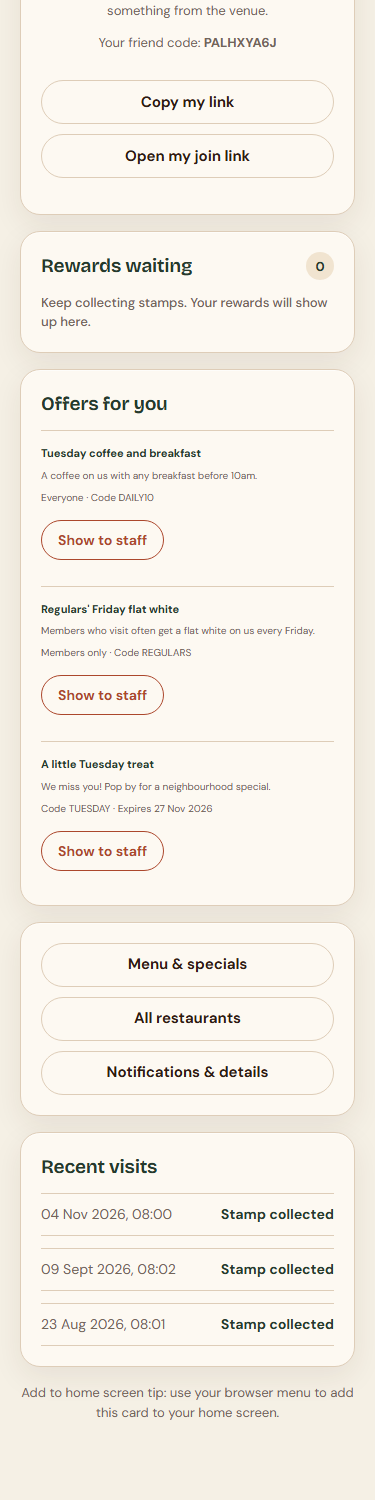 something from the venue.
Your friend code: PALHXYA6J
Copy my link
Open my join link
Rewards waiting
0
Keep collecting stamps. Your rewards will show
up here.
Offers for you
Tuesday coffee and breakfast
A coffee on us with any breakfast before 10am.
Everyone · Code DAILY10
Show to staff
Regulars' Friday flat white
Members who visit often get a flat white on us every Friday.
Members only · Code REGULARS
Show to staff
A little Tuesday treat
We miss you! Pop by for a neighbourhood special.
Code TUESDAY · Expires 27 Nov 2026
Show to staff
Menu & specials
All restaurants
Notifications & details
Recent visits
04 Nov 2026, 08:00 Stamp collected
09 Sept 2026, 08:02 Stamp collected
23 Aug 2026, 08:01 Stamp collected
Add to home screen tip: use your browser menu to add
this card to your home screen.